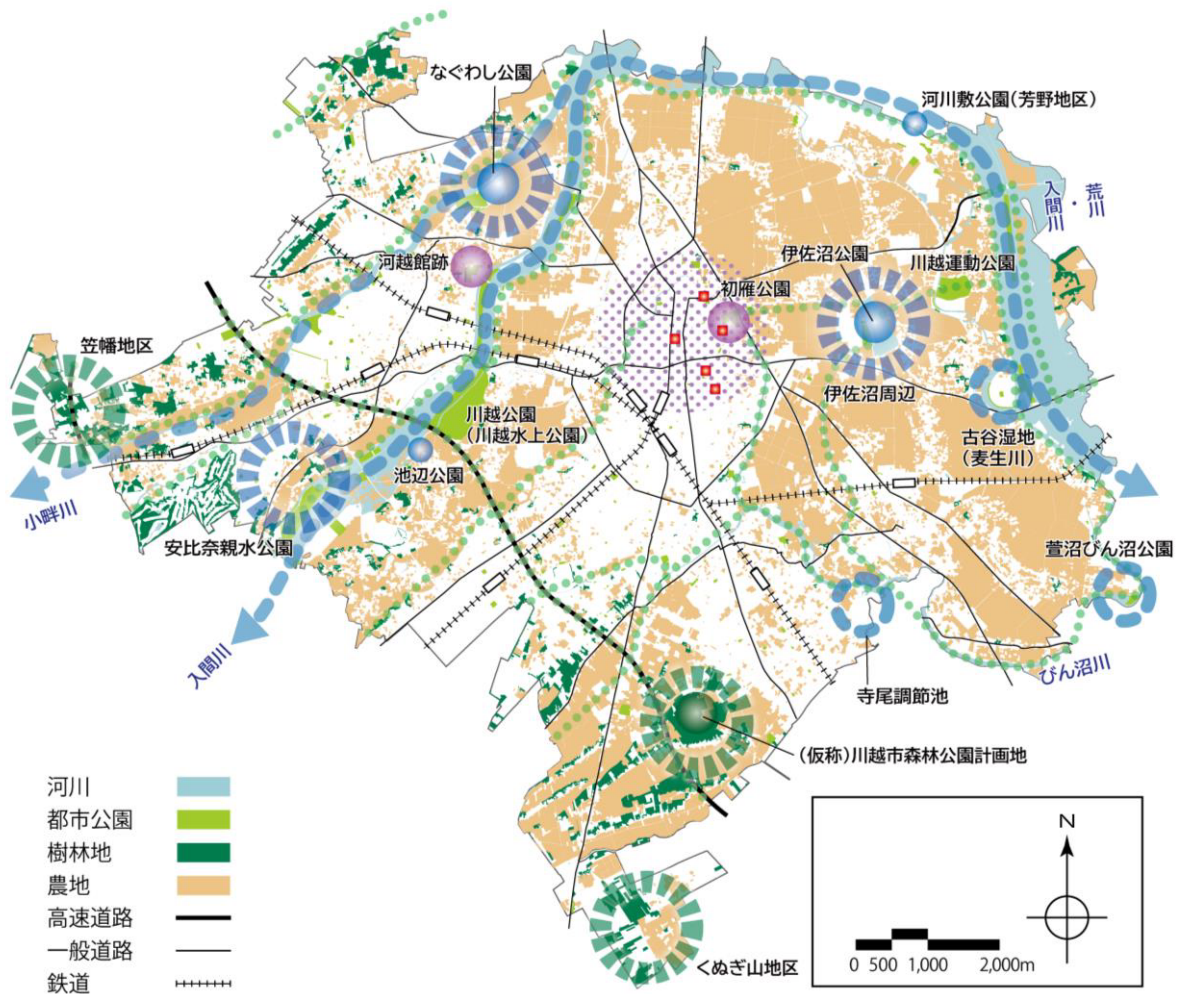 なぐわし公園
河川敷公園(芳野地区)
入間川・荒川
河越館跡
伊佐沼公園
川越運動公園
初雁公園
笠幡地区
伊佐沼周辺
川越公園
(川越水上公園)
古谷湿地
(麦生川)
池辺公園
小畔川
安比奈親水公園
萱沼びん沼公園
入間川
びん沼川
寺尾調節池
(仮称)川越市森林公園計画地
くぬぎ山地区
河川
都市公園
樹林地
農地
高速道路
一般道路
鉄道
N
0 500 1,000 2,000m